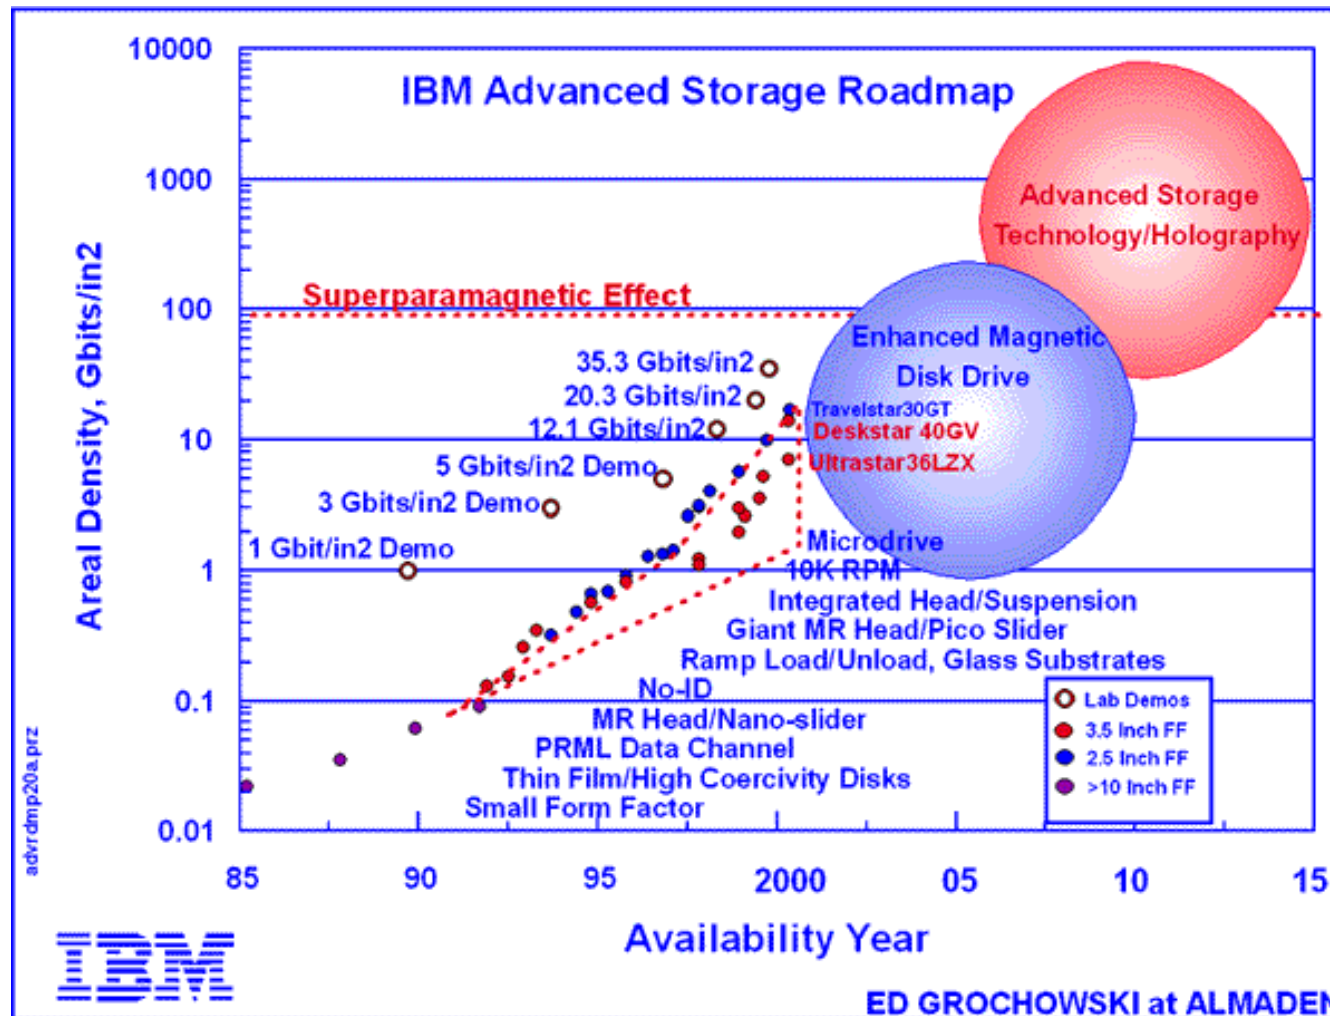 IBM Advanced Storage Roadmap
10000
1000
100
10
1
0.1
0.01
Areal Density, Gbits/in2
Advanced Storage
Technology/Holography
Superparamagnetic Effect
Enhanced Magnetic
Disk Drive
35.3 Gbits/in2
20.3 Gbits/in2
12.1 Gbits/in2
5 Gbits/in2 Demo
3 Gbits/in2 Demo
1 Gbit/in2 Demo
Travelstar30GT
Deskstar 40GV
Ultrastar36LZX
Microdrive
10K RPM
Integrated Head/Suspension
Giant MR Head/Pico Slider
Ramp Load/Unload, Glass Substrates
No-ID
MR Head/Nano-slider
PRML Data Channel
Thin Film/High Coercivity Disks
Small Form Factor
Lab Demos
3.5 Inch FF
2.5 Inch FF
>10 Inch FF
85 90 95 2000 05 10 15
Availability Year
advrdmp20a.prz
IBM
ED GROCHOWSKI at ALMADEN